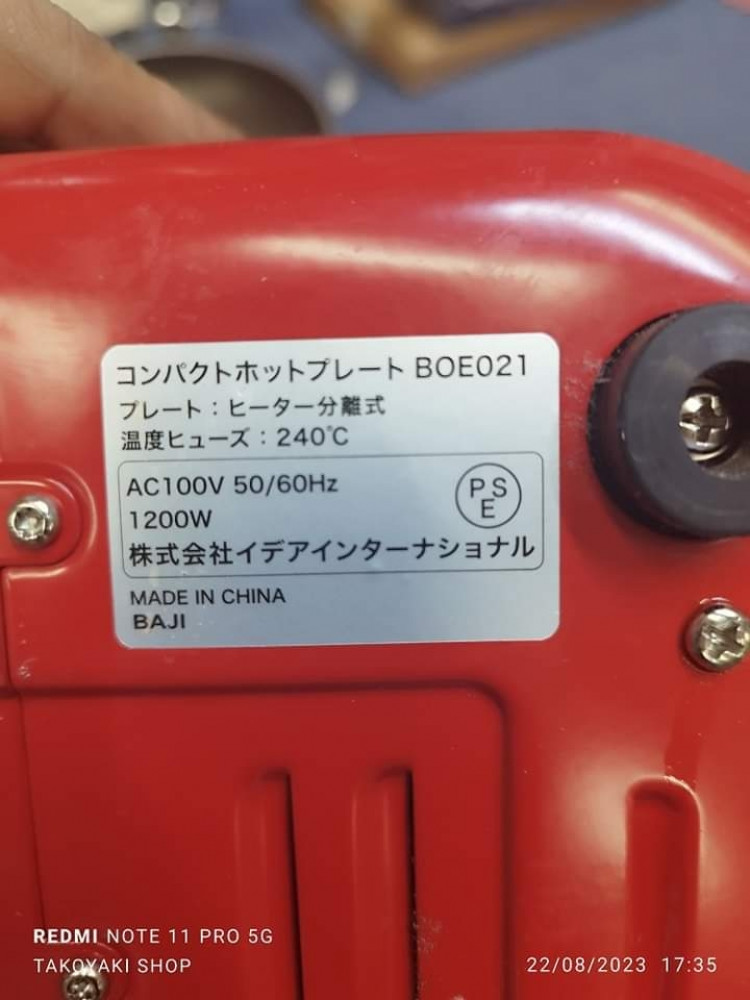 コンパクトホットプレート BOE021
プレート：ヒーター分離式
温度ヒューズ：240℃
AC100V 50/60Hz
PSE
1200W
株式会社イデアインターナショナル
MADE IN CHINA
BAJI
REDMI NOTE 11 PRO 5G
TAKOYAKI SHOP
22/08/2023 17:35